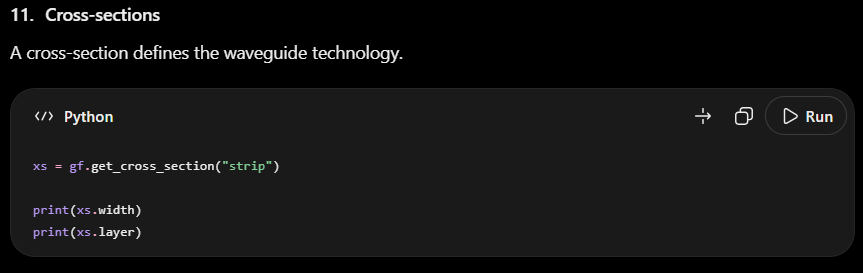 11. Cross-sections
A cross-section defines the waveguide technology.
</> Python Run
xs = gf.get_cross_section("strip")
print(xs.width)
print(xs.layer)